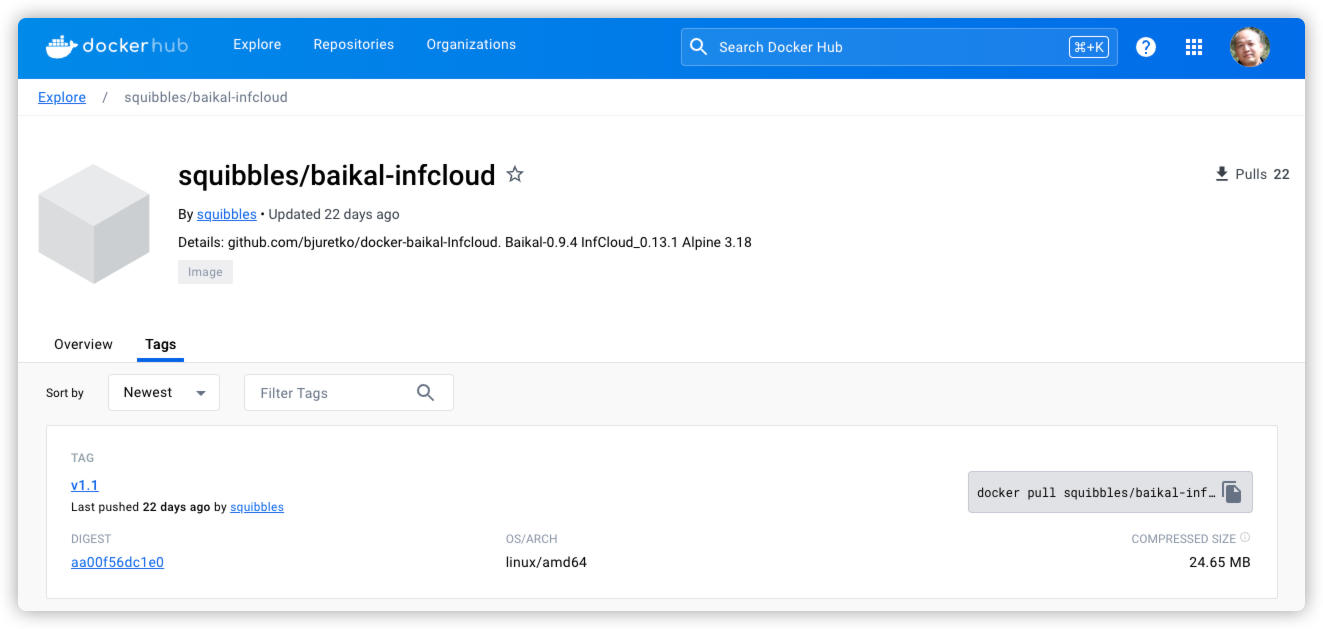 dockerhub Explore Repositories Organizations Search Docker Hub ⌘+K ?
Explore / squibbles/baikal-infcloud
squibbles/baikal-infcloud Pulls 22
By squibbles • Updated 22 days ago
Details: github.com/bjuretko/docker-baikal-Infcloud. Baikal-0.9.4 InfCloud_0.13.1 Alpine 3.18
Image
Overview Tags
Sort by Newest Filter Tags
TAG
v1.1
docker pull squibbles/baikal-inf…
Last pushed 22 days ago by squibbles
DIGEST OS/ARCH COMPRESSED SIZE
aa00f56dc1e0 linux/amd64 24.65 MB